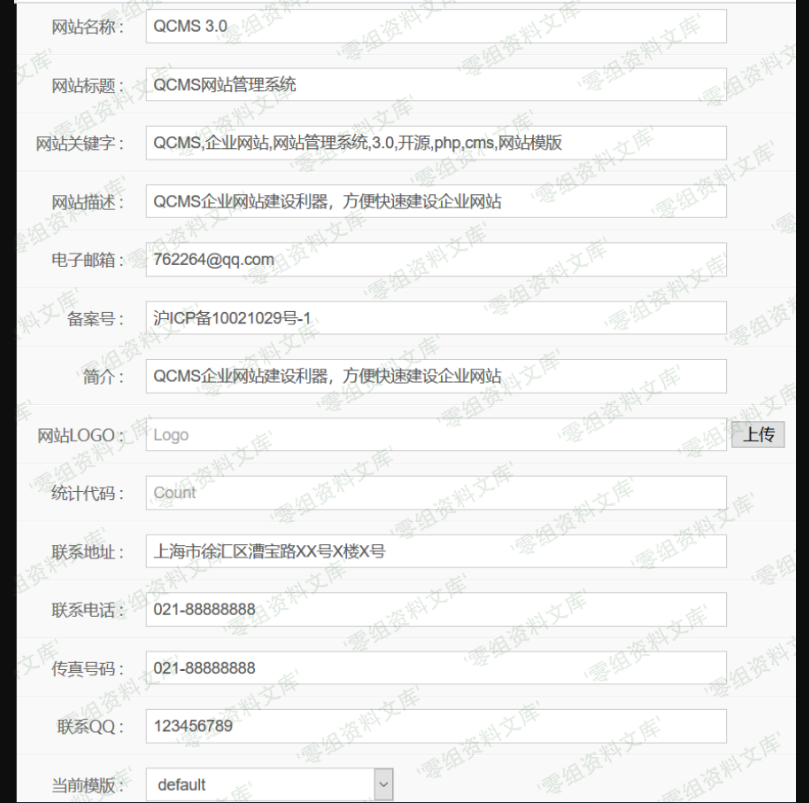 网站名称： QCMS 3.0
网站标题： QCMS网站管理系统
网站关键字： QCMS,企业网站,网站管理系统,3.0,开源,php,cms,网站模版
网站描述： QCMS企业网站建设利器，方便快速建设企业网站
电子邮箱： 762264@qq.com
备案号： 沪ICP备10021029号-1
简介： QCMS企业网站建设利器，方便快速建设企业网站
网站LOGO： Logo 上传
统计代码： Count
联系地址： 上海市徐汇区漕宝路XX号X楼X号
联系电话： 021-88888888
传真号码： 021-88888888
联系QQ： 123456789
当前模版： default
零组资料文库